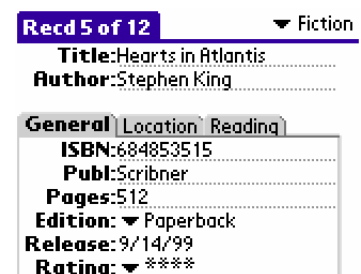 Recd 5 of 12 Fiction
Title: Hearts in Atlantis
Author: Stephen King
General Location Reading
ISBN: 684853515
Publ: Scribner
Pages: 512
Edition: Paperback
Release: 9/14/99
Rating: ****